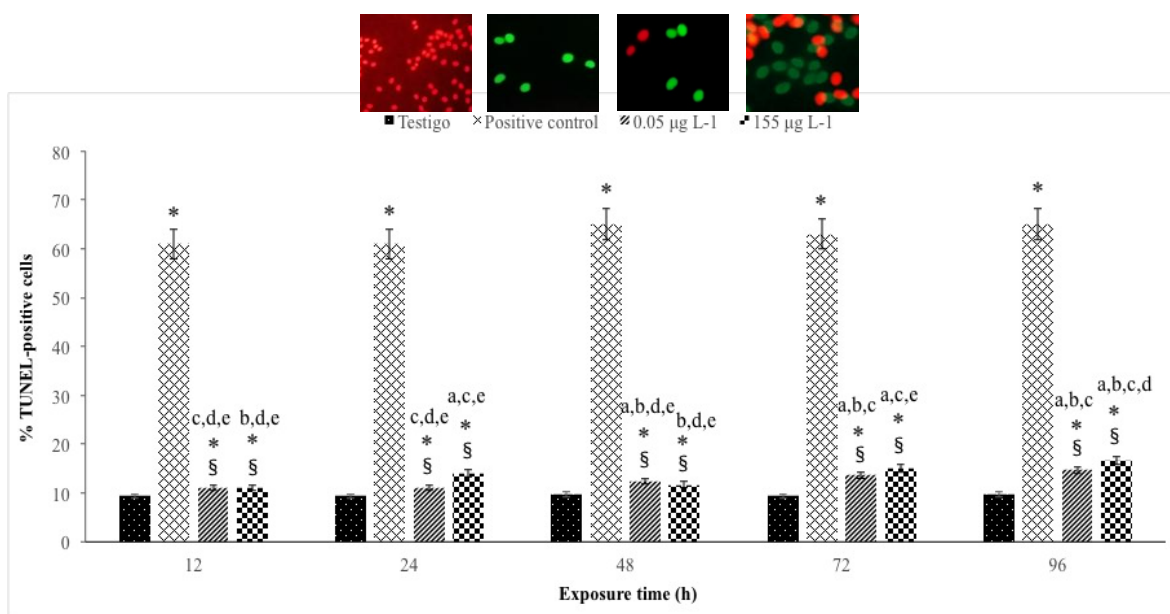 Testigo Positive control 0.05 µg L-1 155 µg L-1
80
70
60
50
40
30
20
10
0
% TUNEL-positive cells
*
c,d,e
*
§
b,d,e
*
§
*
c,d,e
*
§
a,c,e
*
§
*
a,b,d,e
*
§
b,d,e
*
§
*
a,b,c
*
§
a,c,e
*
§
*
a,b,c
*
§
a,b,c,d
*
§
12 24 48 72 96
Exposure time (h)